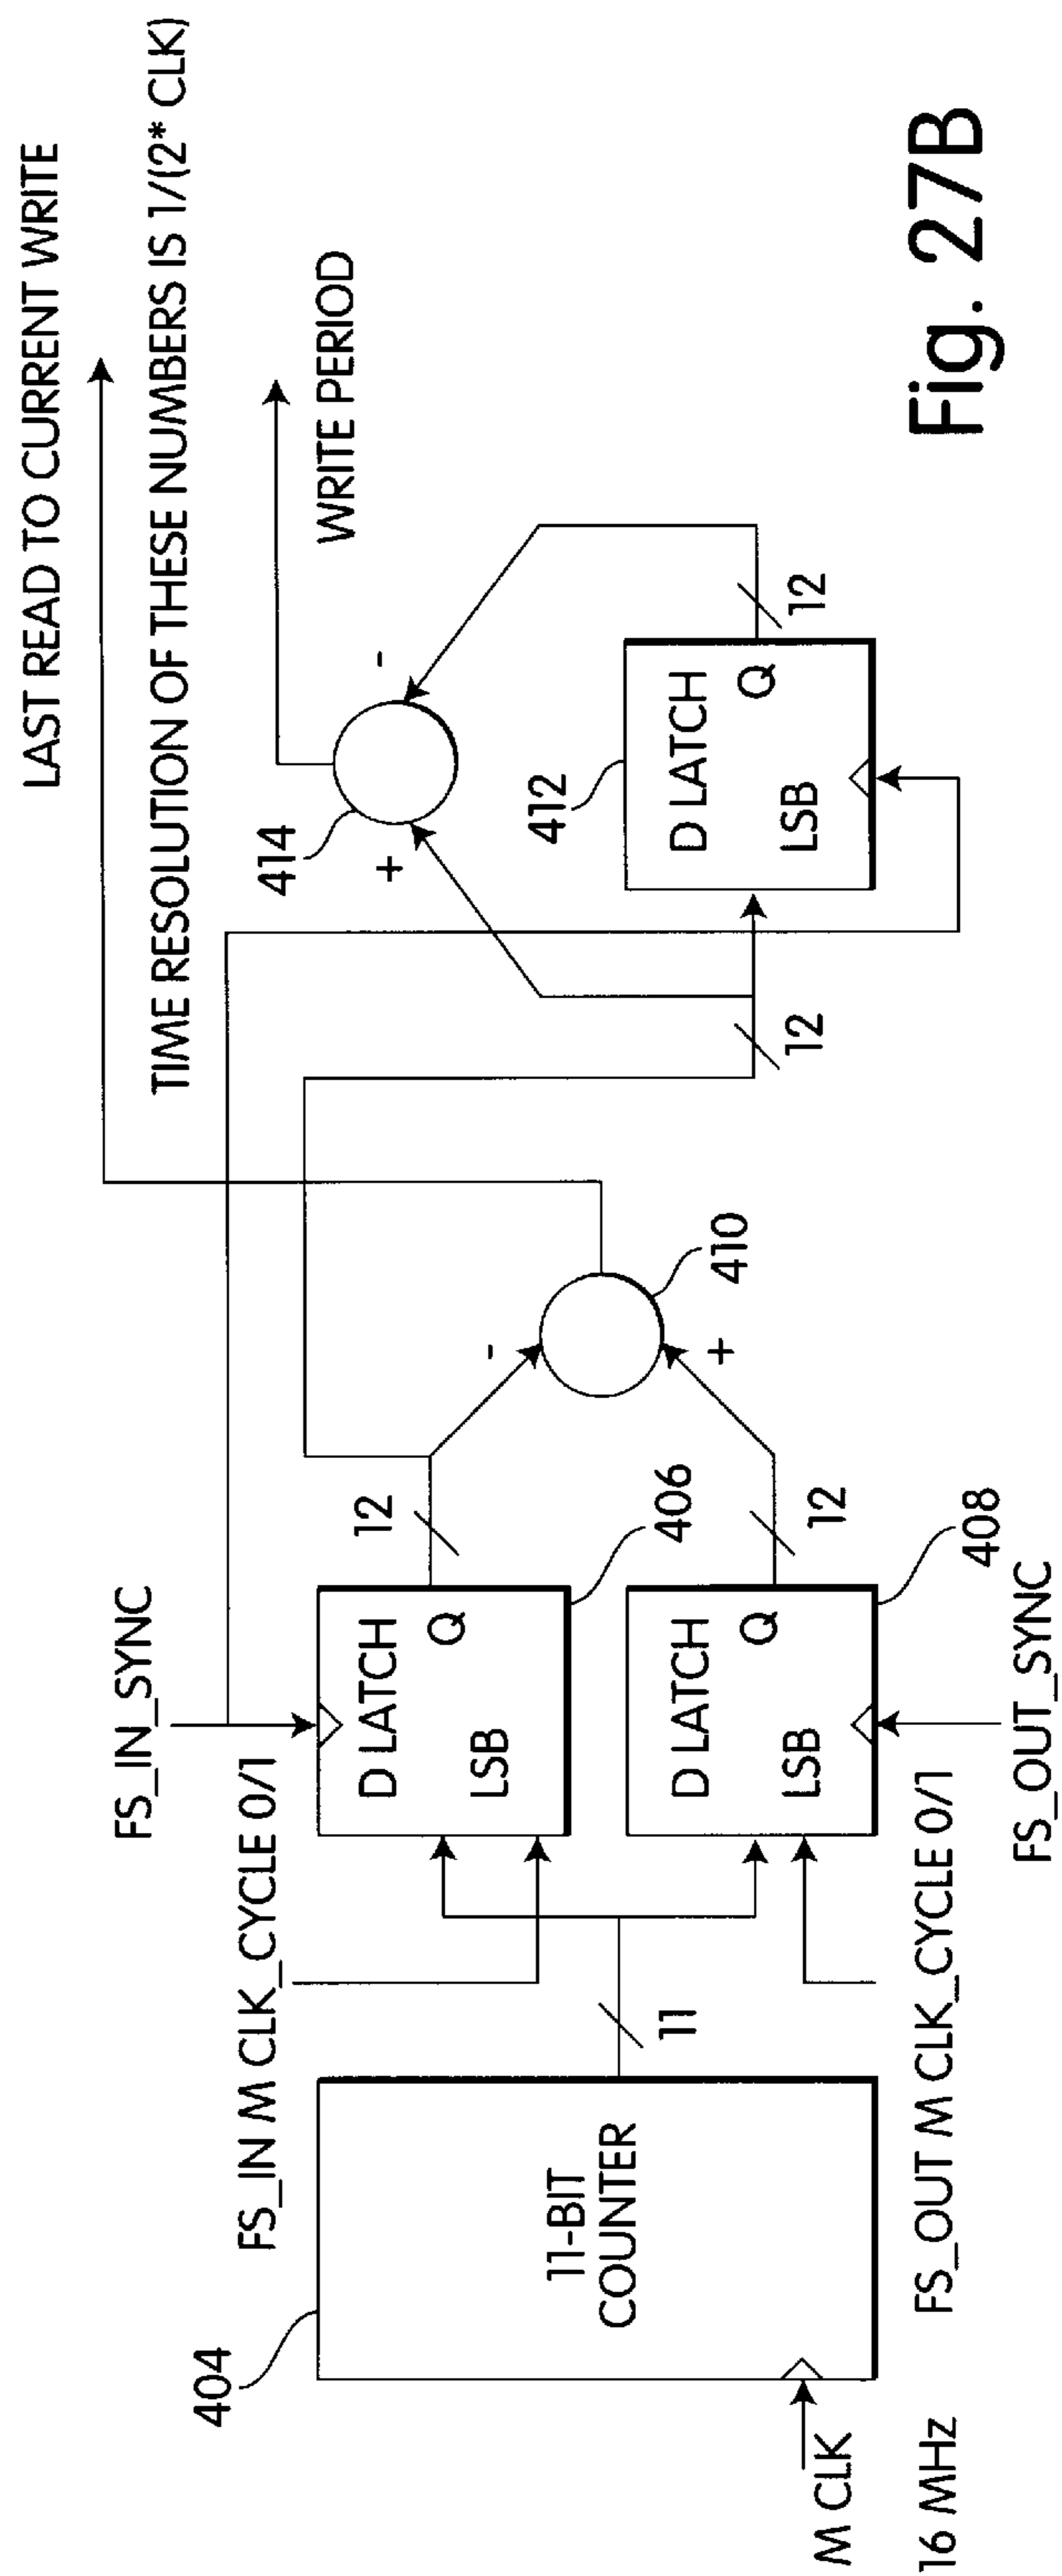 LAST READ TO CURRENT WRITE
TIME RESOLUTION OF THESE NUMBERS IS 1/(2* CLK)
WRITE PERIOD
FS_IN_SYNC
FS_IN M CLK_CYCLE 0/1
404
11-BIT
COUNTER
M CLK
16 MHz
11
D LATCH
Q
LSB
12
406
D LATCH
Q
LSB
12
408
FS_OUT M CLK_CYCLE 0/1
FS_OUT_SYNC
-
+
410
12
414
+
-
412
D LATCH
Q
LSB
12
Fig. 27B